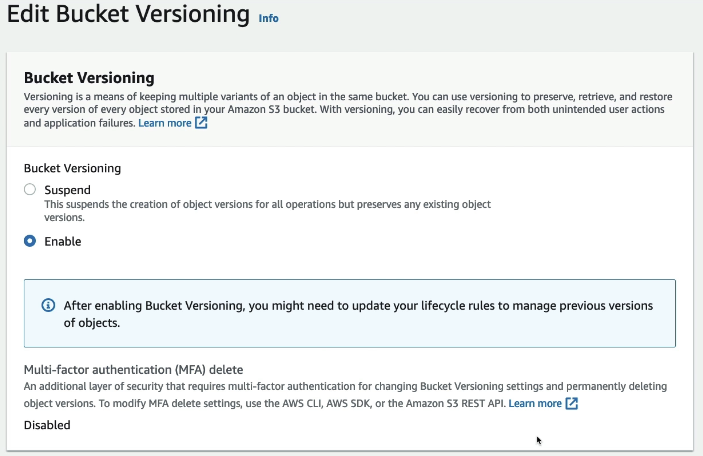 Edit Bucket Versioning Info
Bucket Versioning
Versioning is a means of keeping multiple variants of an object in the same bucket. You can use versioning to preserve, retrieve, and restore
every version of every object stored in your Amazon S3 bucket. With versioning, you can easily recover from both unintended user actions
and application failures. Learn more
Bucket Versioning
Suspend
This suspends the creation of object versions for all operations but preserves any existing object
versions.
Enable
After enabling Bucket Versioning, you might need to update your lifecycle rules to manage previous versions
of objects.
Multi-factor authentication (MFA) delete
An additional layer of security that requires multi-factor authentication for changing Bucket Versioning settings and permanently deleting
object versions. To modify MFA delete settings, use the AWS CLI, AWS SDK, or the Amazon S3 REST API. Learn more
Disabled